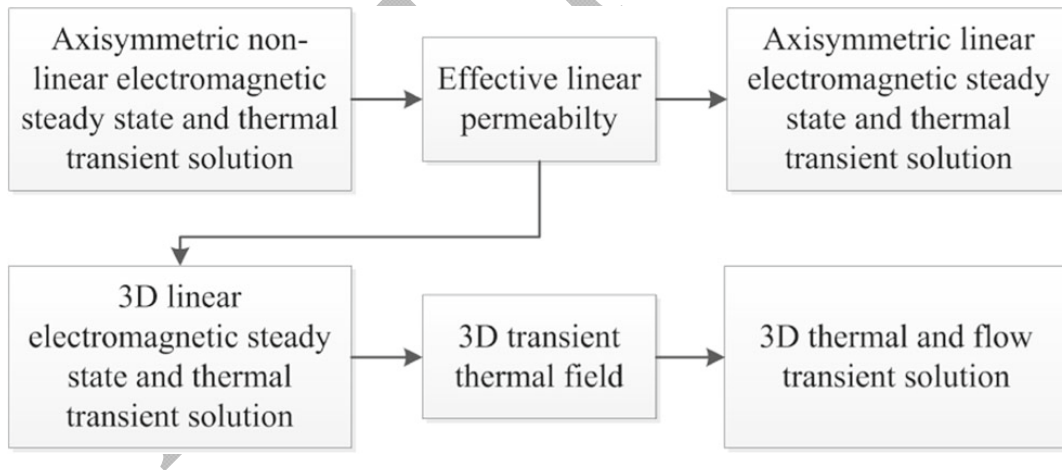 Axisymmetric non-
linear electromagnetic
steady state and thermal
transient solution
Effective linear
permeabilty
Axisymmetric linear
electromagnetic steady
state and thermal
transient solution
3D linear
electromagnetic steady
state and thermal
transient solution
3D transient
thermal field
3D thermal and flow
transient solution